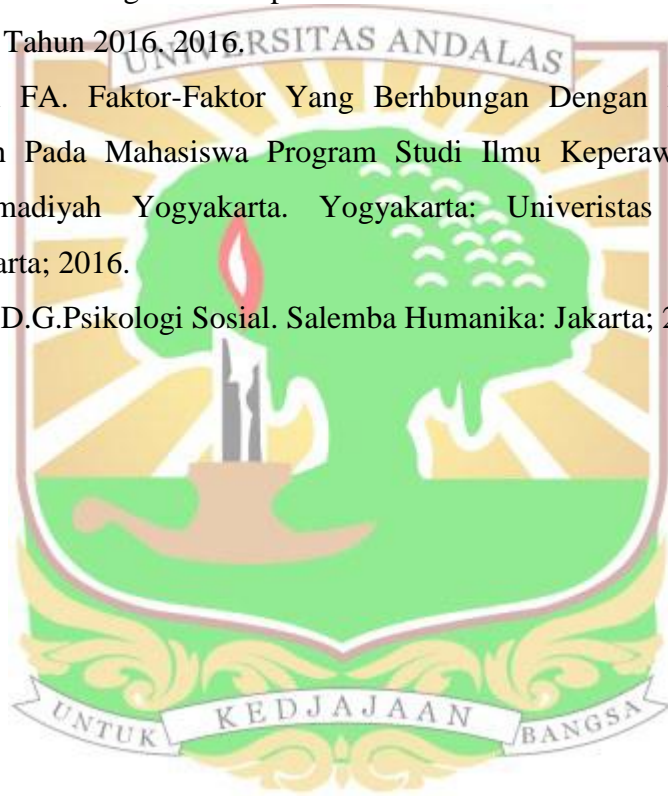 Tahun 2016. 2016.
UNIVERSITAS ANDALAS
FA. Faktor-Faktor Yang Berhbungan Dengan
Pada Mahasiswa Program Studi Ilmu Keperaw
madiyah Yogyakarta. Yogyakarta: Univeristas
arta; 2016.
D.G.Psikologi Sosial. Salemba Humanika: Jakarta; 2
UNTUK KEDJAJAAN BANGSA